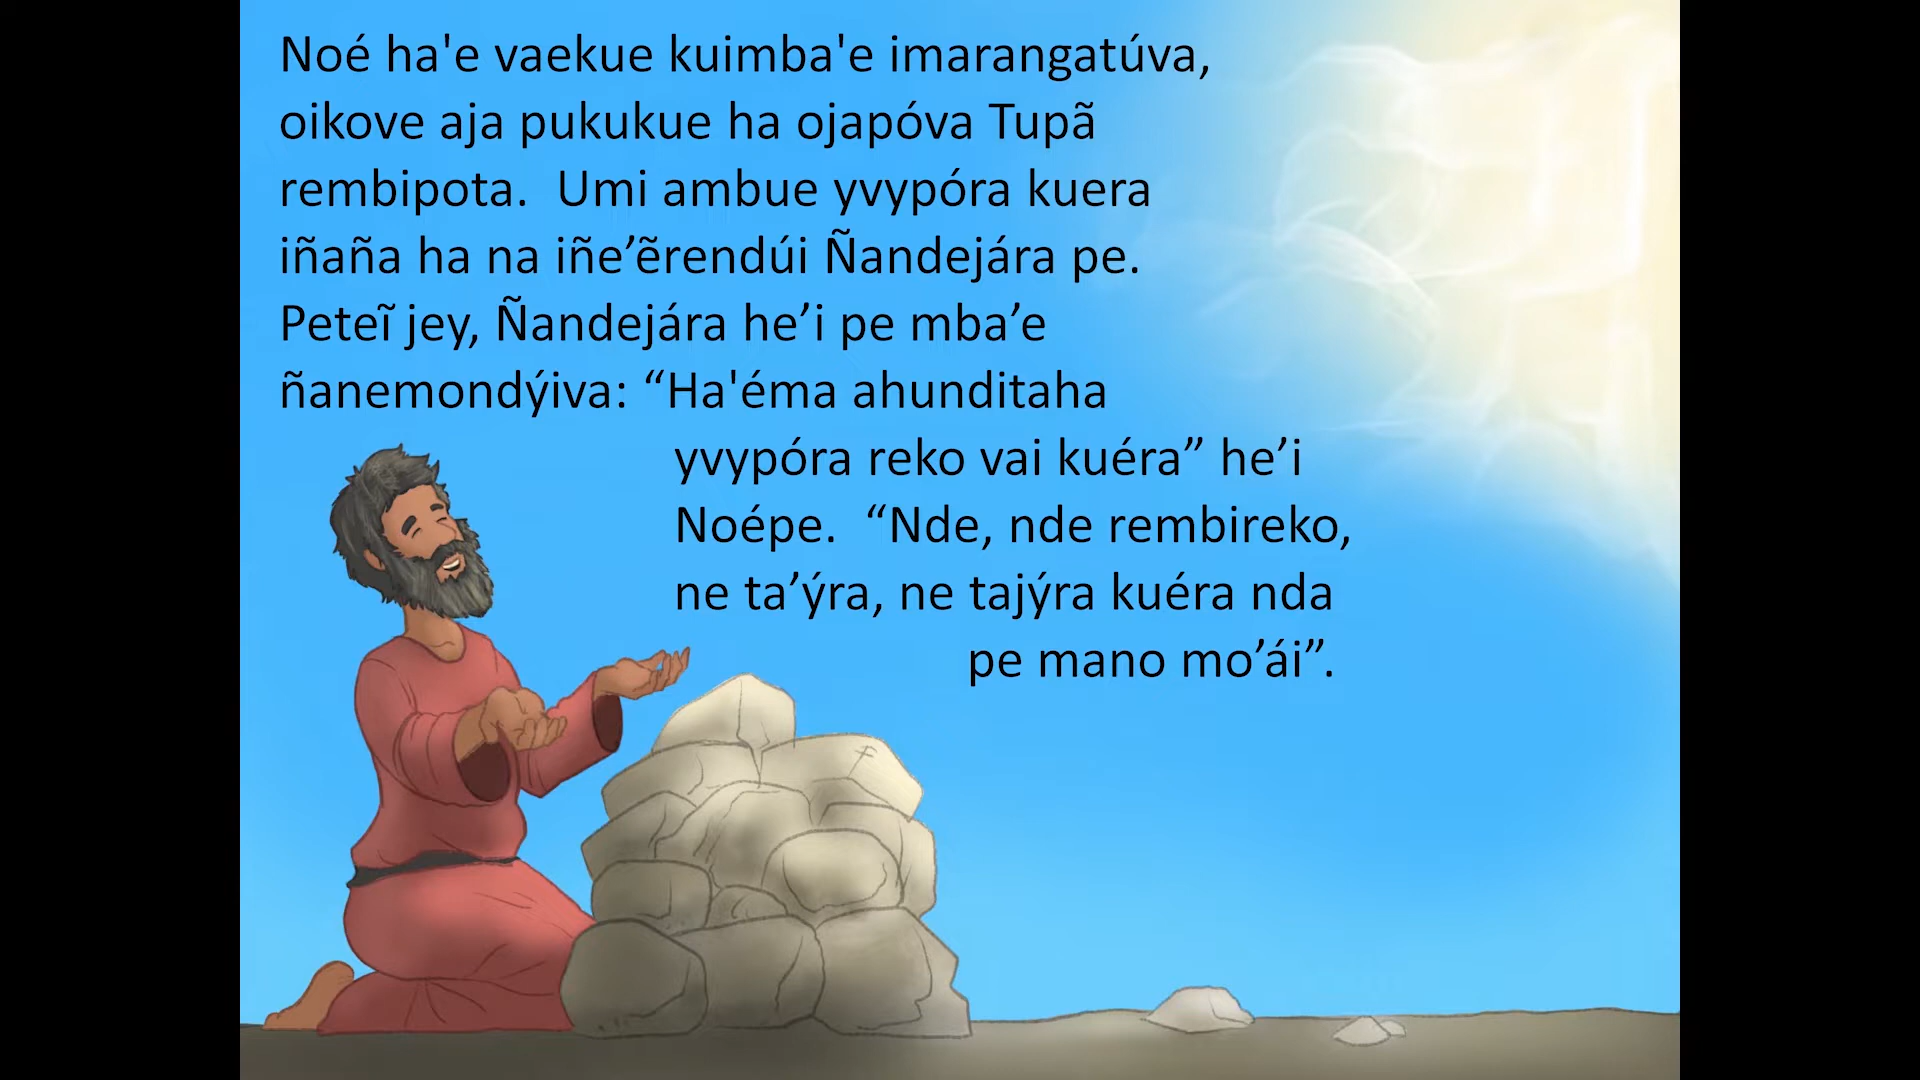 Noé ha'e vaekue kuimba'e imarangatúva,
oikove aja pukukue ha ojapóva Tupã
rembipota.  Umi ambue yvypóra kuera
iñaña ha na iñe’ẽrendúi Ñandejára pe.
Peteĩ jey, Ñandejára he’i pe mba’e
ñanemondýiva: “Ha'éma ahunditaha
yvypóra reko vai kuéra” he’i
Noépe.  “Nde, nde rembireko,
ne ta’ýra, ne tajýra kuéra nda
pe mano mo’ái”.